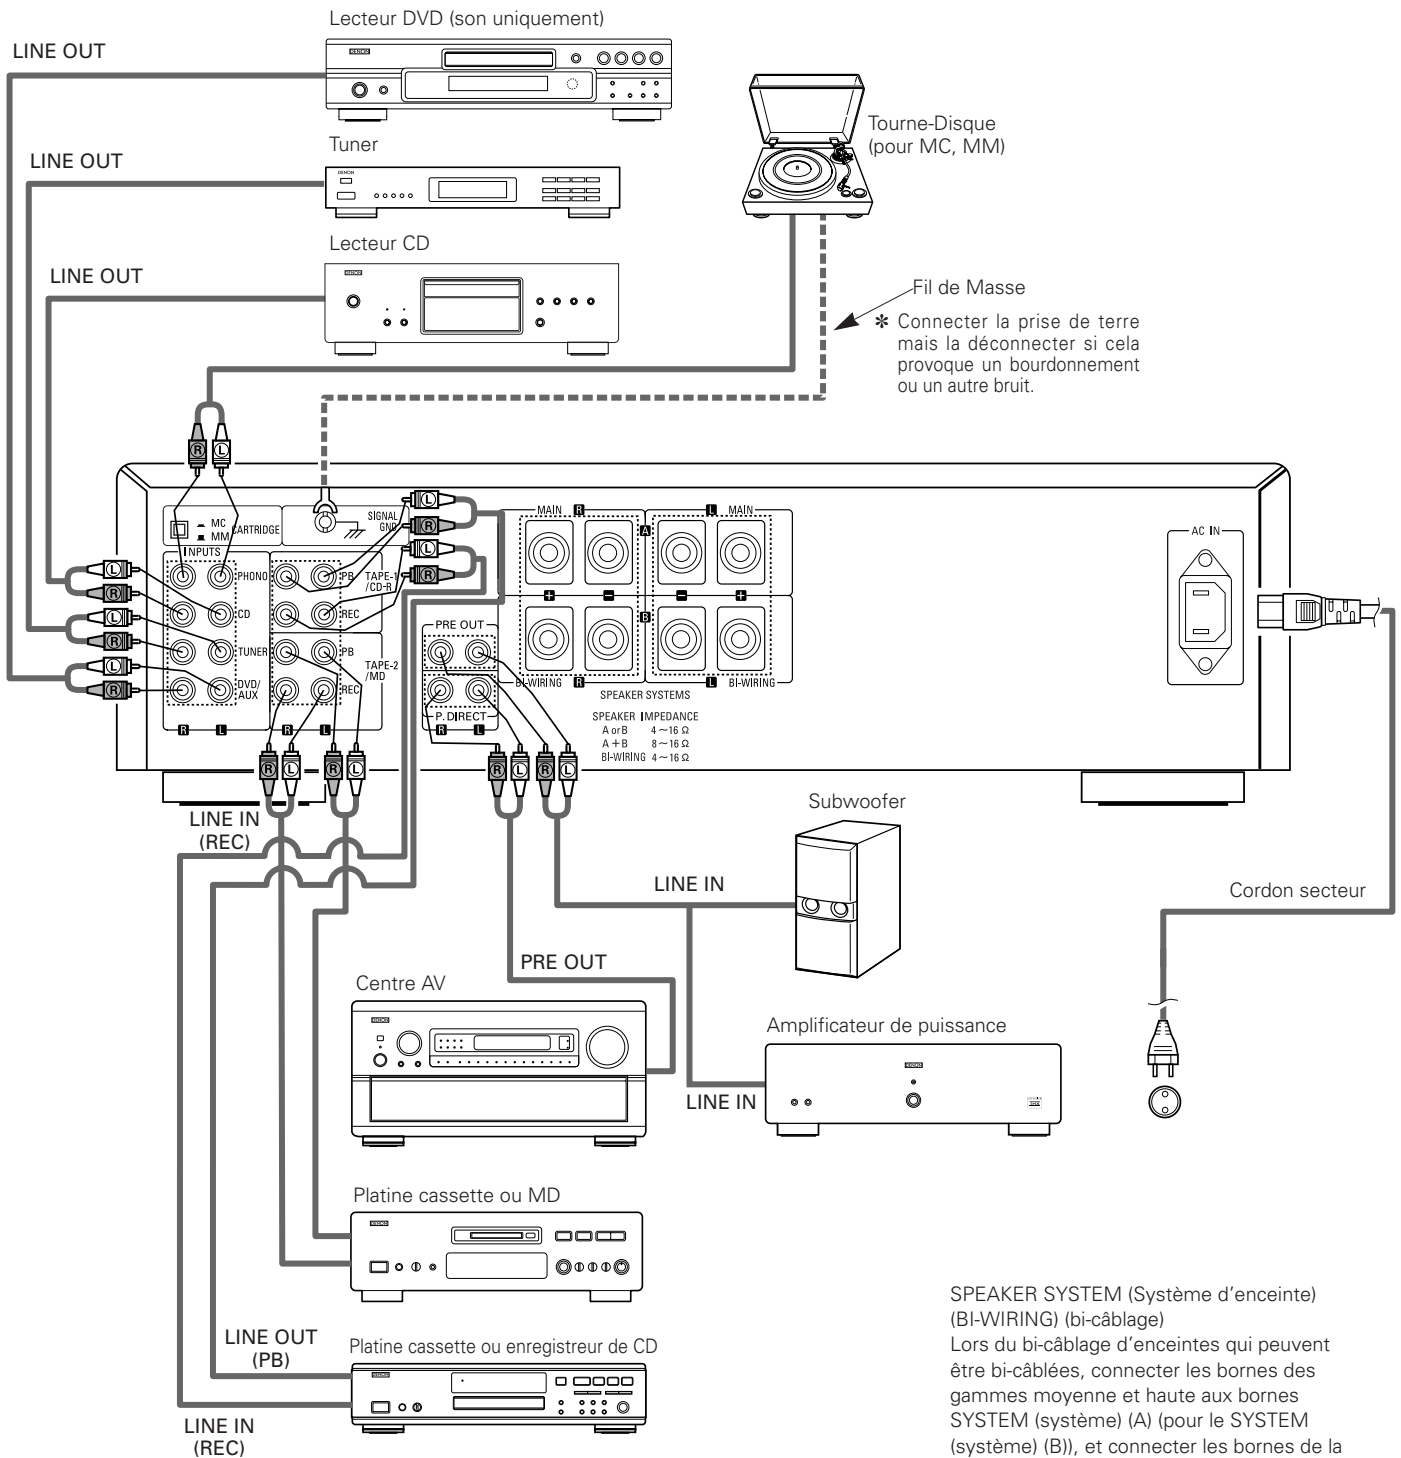 Lecteur DVD (son uniquement)
LINE OUT
DENON
Tuner
LINE OUT
DENON
Tourne-Disque
(pour MC, MM)
Lecteur CD
LINE OUT
DENON
Fil de Masse
✻ Connecter la prise de terre
mais la déconnecter si cela
provoque un bourdonnement
ou un autre bruit.
R L
MC
MM
CARTRIDGE
SIGNAL
GND
L
R
L
R
INPUTS
PHONO
CD
TUNER
DVD/
AUX
R L
L
R
L
R
L
R
PB
TAPE-1
/CD-R
REC
PB
TAPE-2
/MD
REC
R L
PRE OUT
P.DIRECT
R L
MAIN R L MAIN
A
+ − − +
B
BI-WIRING R L BI-WIRING
SPEAKER SYSTEMS
SPEAKER IMPEDANCE
A or B 4～16 Ω
A + B 8～16 Ω
BI-WIRING 4～16 Ω
AC IN
R L R L
R L R L
LINE IN
(REC)
Subwoofer
LINE IN
Cordon secteur
PRE OUT
Centre AV
DENON
Amplificateur de puissance
DENON
LINE IN
Platine cassette ou MD
DENON
LINE OUT
(PB)
Platine cassette ou enregistreur de CD
DENON
LINE IN
(REC)
SPEAKER SYSTEM (Système d’enceinte)
(BI-WIRING) (bi-câblage)
Lors du bi-câblage d’enceintes qui peuvent
être bi-câblées, connecter les bornes des
gammes moyenne et haute aux bornes
SYSTEM (système) (A) (pour le SYSTEM
(système) (B)), et connecter les bornes de la